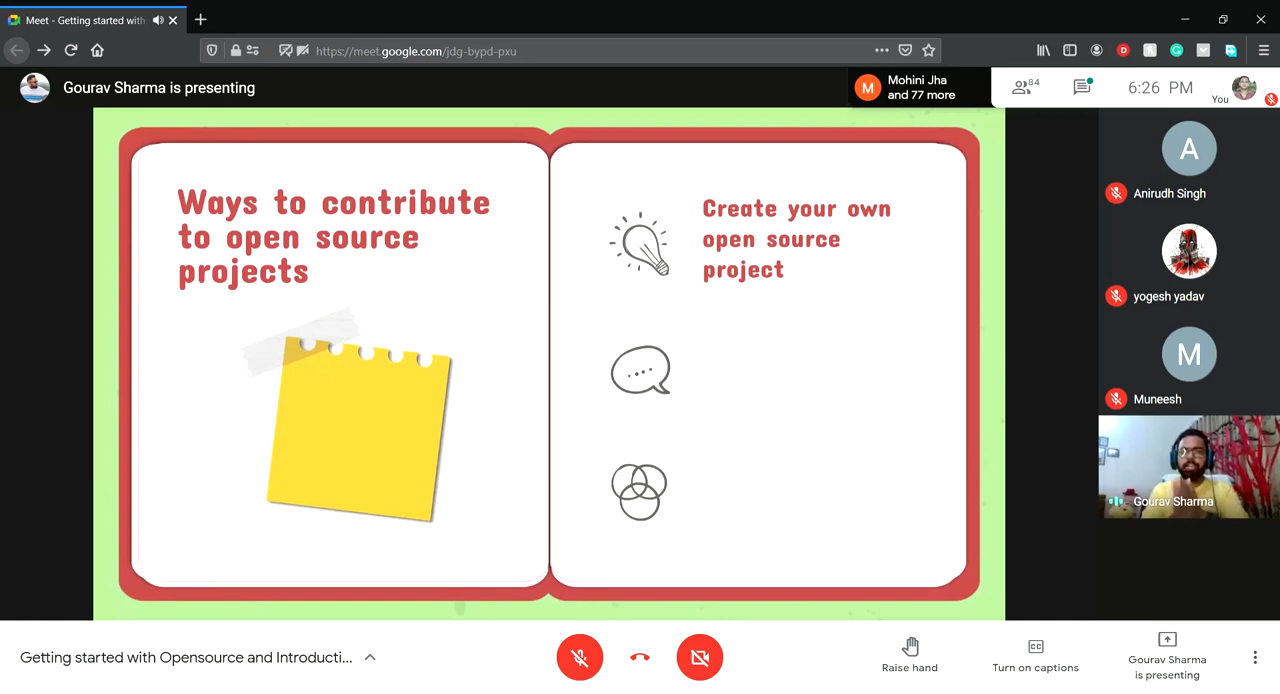 Meet - Getting started with
https://meet.google.com/jdg-bypd-pxu
Gourav Sharma is presenting
M
Mohini Jha
and 77 more
84
6:26 PM
You
Ways to contribute
to open source
projects
Create your own
open source
project
A
Anirudh Singh
yogesh yadav
M
Muneesh
Gourav Sharma
Getting started with Opensource and Introducti...
Raise hand
CC
Turn on captions
Gourav Sharma
is presenting